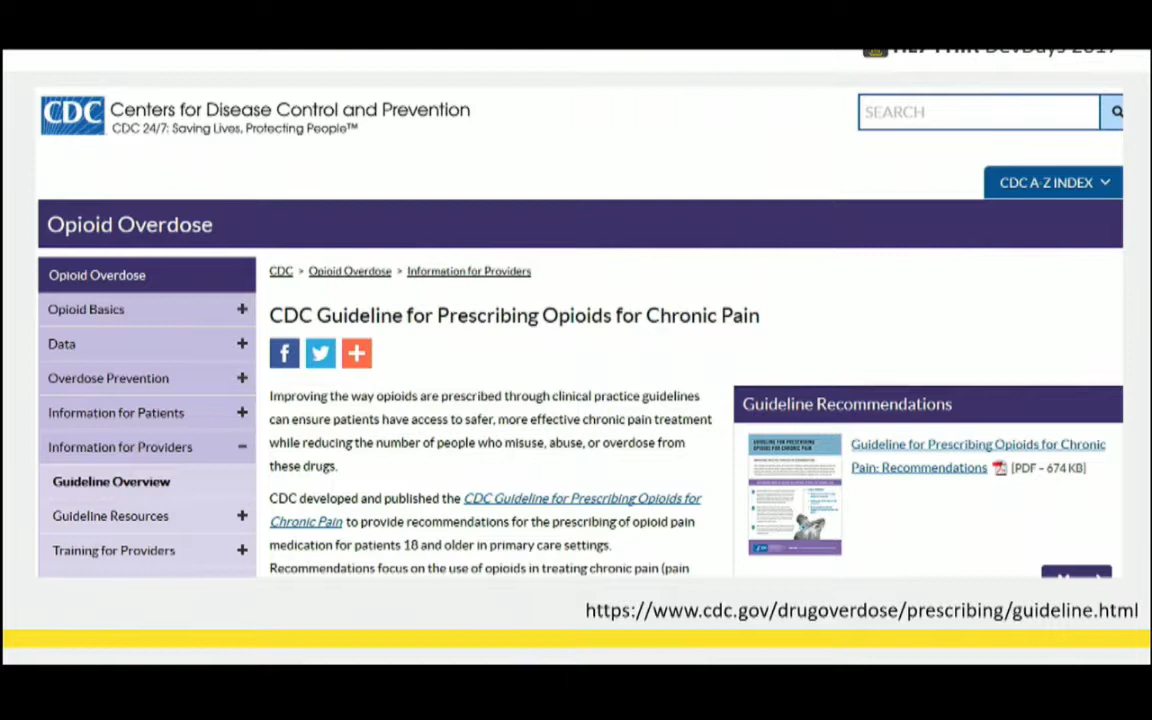 CDC
Centers for Disease Control and Prevention
CDC 24/7: Saving Lives, Protecting People™
SEARCH
CDC A-Z INDEX
Opioid Overdose
Opioid Overdose
Opioid Basics +
Data +
Overdose Prevention +
Information for Patients +
Information for Providers −
Guideline Overview
Guideline Resources +
Training for Providers +
CDC > Opioid Overdose > Information for Providers
CDC Guideline for Prescribing Opioids for Chronic Pain
Improving the way opioids are prescribed through clinical practice guidelines
can ensure patients have access to safer, more effective chronic pain treatment
while reducing the number of people who misuse, abuse, or overdose from
these drugs.
CDC developed and published the CDC Guideline for Prescribing Opioids for
Chronic Pain to provide recommendations for the prescribing of opioid pain
medication for patients 18 and older in primary care settings.
Recommendations focus on the use of opioids in treating chronic pain (pain
Guideline Recommendations
Guideline for Prescribing Opioids for Chronic
Pain: Recommendations [PDF – 674 KB]
https://www.cdc.gov/drugoverdose/prescribing/guideline.html